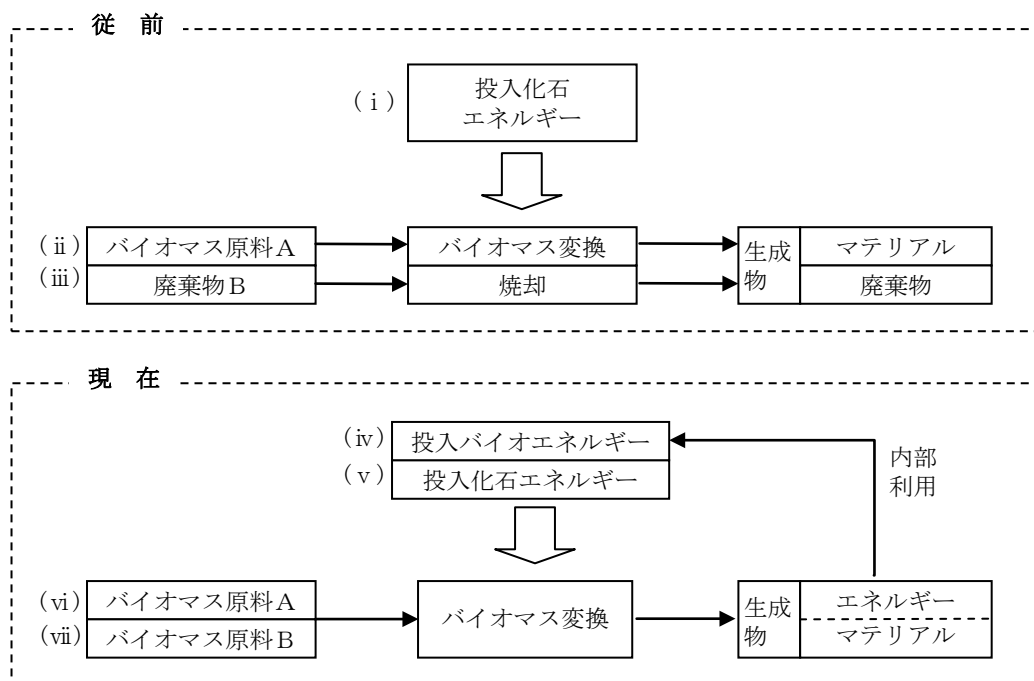 従 前
(ⅰ)
投入化石
エネルギー
(ⅱ) バイオマス原料A バイオマス変換 生成 マテリアル
(ⅲ) 廃棄物B 焼却 物 廃棄物
現 在
(ⅳ) 投入バイオエネルギー
(ⅴ) 投入化石エネルギー
内部
利用
(ⅵ) バイオマス原料A
(ⅶ) バイオマス原料B
バイオマス変換
生成 エネルギー
物 マテリアル